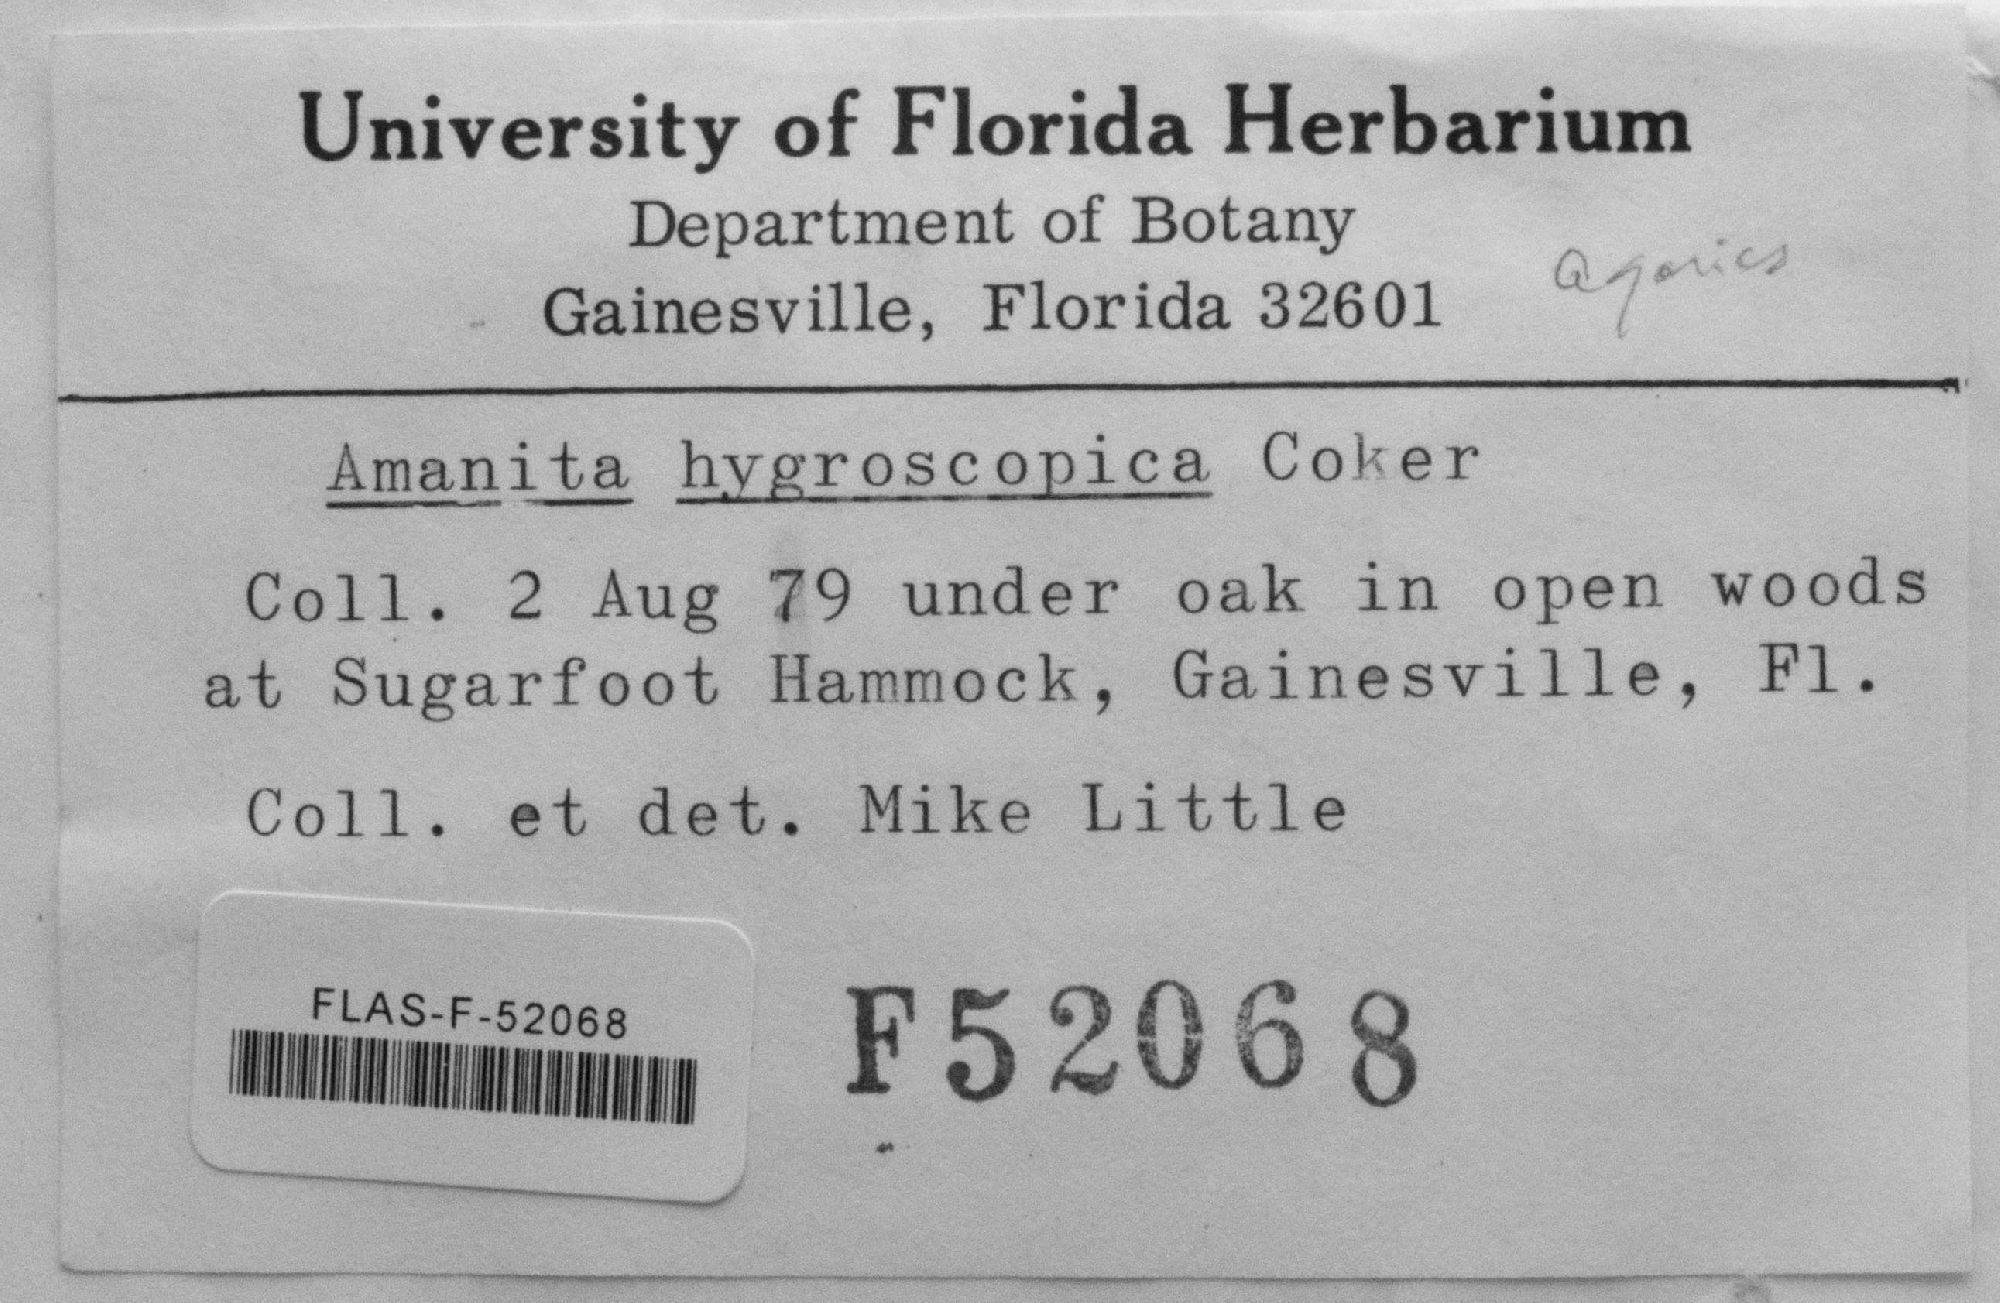 University of Florida Herbarium
Department of Botany
Gainesville, Florida 32601
agarics
Amanita hygroscopica Coker
Coll. 2 Aug 79 under oak in open woods
at Sugarfoot Hammock, Gainesville, Fl.
Coll. et det. Mike Little
FLAS-F-52068
F52068